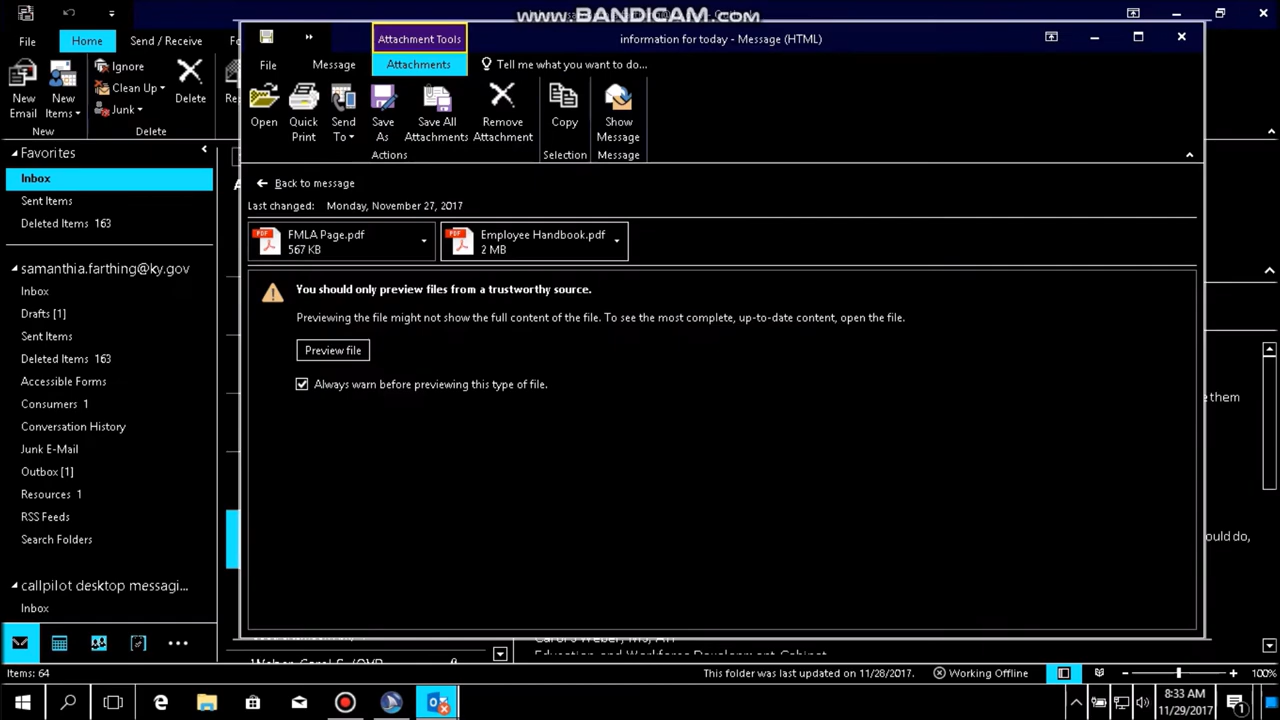 www.BANDICAM.com
File
Home
Send / Receive
Fo
Ignore
Clean Up
Junk
Delete
New Email
New Items
New
Delete
Favorites
Inbox
Sent Items
Deleted Items 163
samanthia.farthing@ky.gov
Inbox
Drafts [1]
Sent Items
Deleted Items 163
Accessible Forms
Consumers 1
Conversation History
Junk E-Mail
Outbox [1]
Resources 1
RSS Feeds
Search Folders
callpilot desktop messagi...
Inbox
Attachment Tools
information for today - Message (HTML)
File
Message
Attachments
Tell me what you want to do...
Open
Quick Print
Send To
Save As
Save All Attachments
Remove Attachment
Copy
Show Message
Actions
Selection
Message
Back to message
Last changed: Monday, November 27, 2017
PDF
FMLA Page.pdf
567 KB
PDF
Employee Handbook.pdf
2 MB
You should only preview files from a trustworthy source.
Previewing the file might not show the full content of the file. To see the most complete, up-to-date content, open the file.
Preview file
Always warn before previewing this type of file.
e them
ould do,
Education and Workforce Development Cabinet
Items: 64
This folder was last updated on 11/28/2017.
Working Offline
100%
8:33 AM
11/29/2017
1